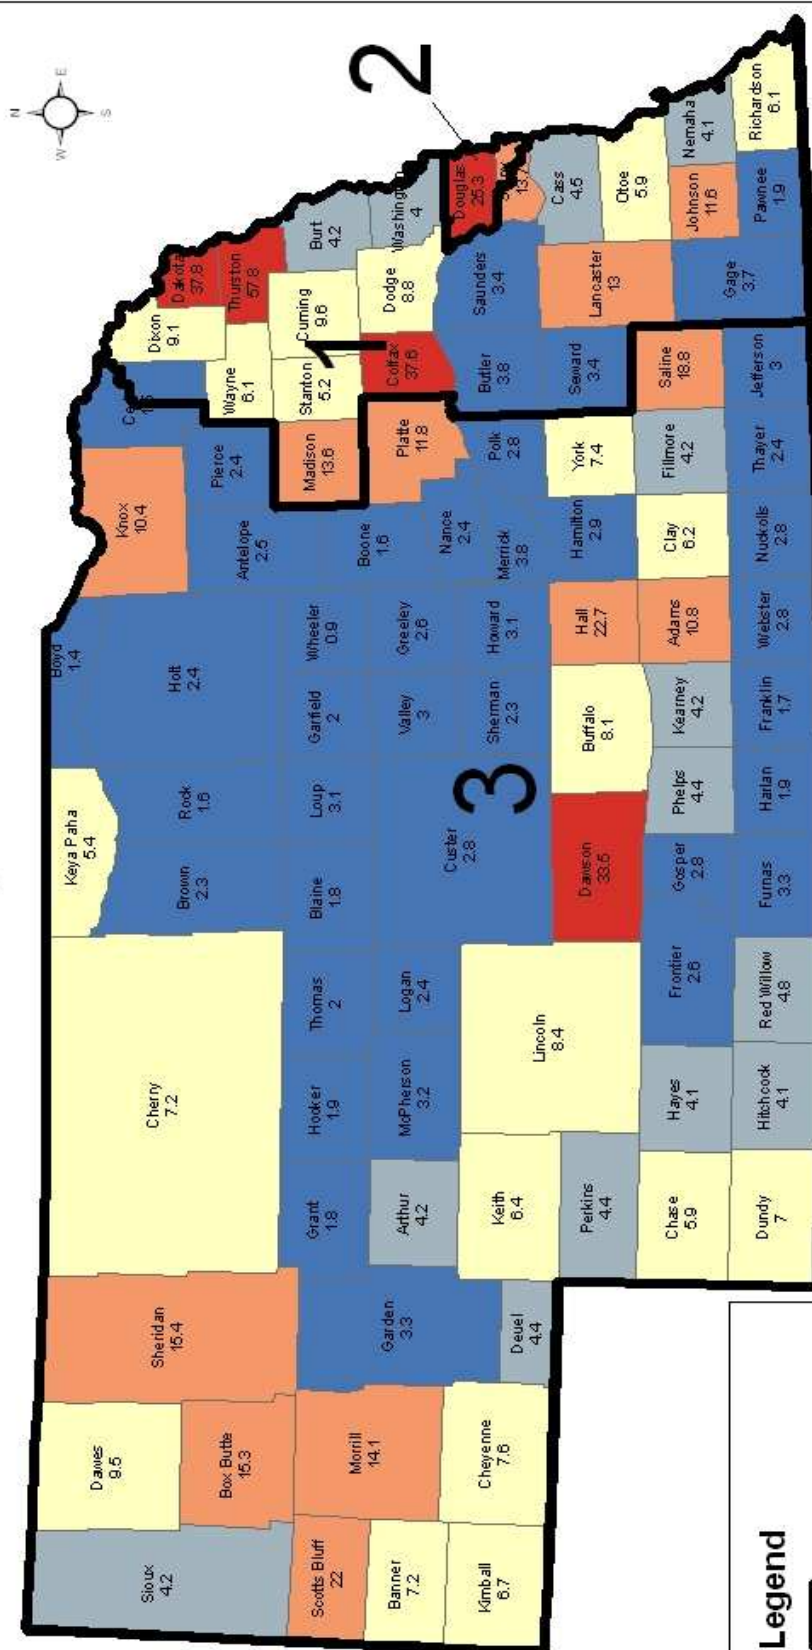 N
W
E
S
2
1
3
Sioux
4.2
Dawes
9.5
Box Butte
15.3
Sheridan
15.4
Scotts Bluff
22
Banner
7.2
Kimball
6.7
Morrill
14.1
Cheyenne
7.6
Garden
3.3
Deuel
4.4
Cherry
7.2
Grant
1.8
Hooker
1.9
Thomas
2
Arthur
4.2
McPherson
3.2
Logan
2.4
Keith
6.4
Lincoln
8.4
Perkins
4.4
Chase
5.9
Hayes
4.1
Frontier
2.6
Dundy
7
Hitchcock
4.1
Red Willow
4.8
Keya Paha
5.4
Brown
2.3
Rock
1.6
Boyd
1.4
Holt
2.4
Blaine
1.8
Loup
3.1
Garfield
2
Wheeler
0.9
Custer
2.8
Valley
3
Greeley
2.6
Sherman
2.3
Howard
3.1
Dawson
33.5
Buffalo
8.1
Hall
22.7
Gosper
2.8
Phelps
4.4
Kearney
4.2
Adams
10.8
Furnas
3.3
Harlan
1.9
Franklin
1.7
Webster
2.8
Knox
10.4
Antelope
2.5
Pierce
2.4
Boone
1.6
Madison
13.6
Nance
2.4
Platte
11.8
Merrick
3.8
Polk
2.8
Hamilton
2.9
York
7.4
Clay
6.2
Fillmore
4.2
Saline
18.8
Nuckolls
2.8
Thayer
2.4
Jefferson
3
Dixon
9.1
Dakota
37.8
Wayne
6.1
Thurston
57.8
Stanton
5.2
Cuming
9.6
Burt
4.2
Colfax
37.6
Dodge
8.8
Washington
4
Butler
3.8
Saunders
3.4
Douglas
25.3
13.7
Seward
3.4
Lancaster
13
Cass
4.5
Otoe
5.9
Gage
3.7
Johnson
11.6
Nemaha
4.1
Pawnee
1.9
Richardson
6.1
Legend